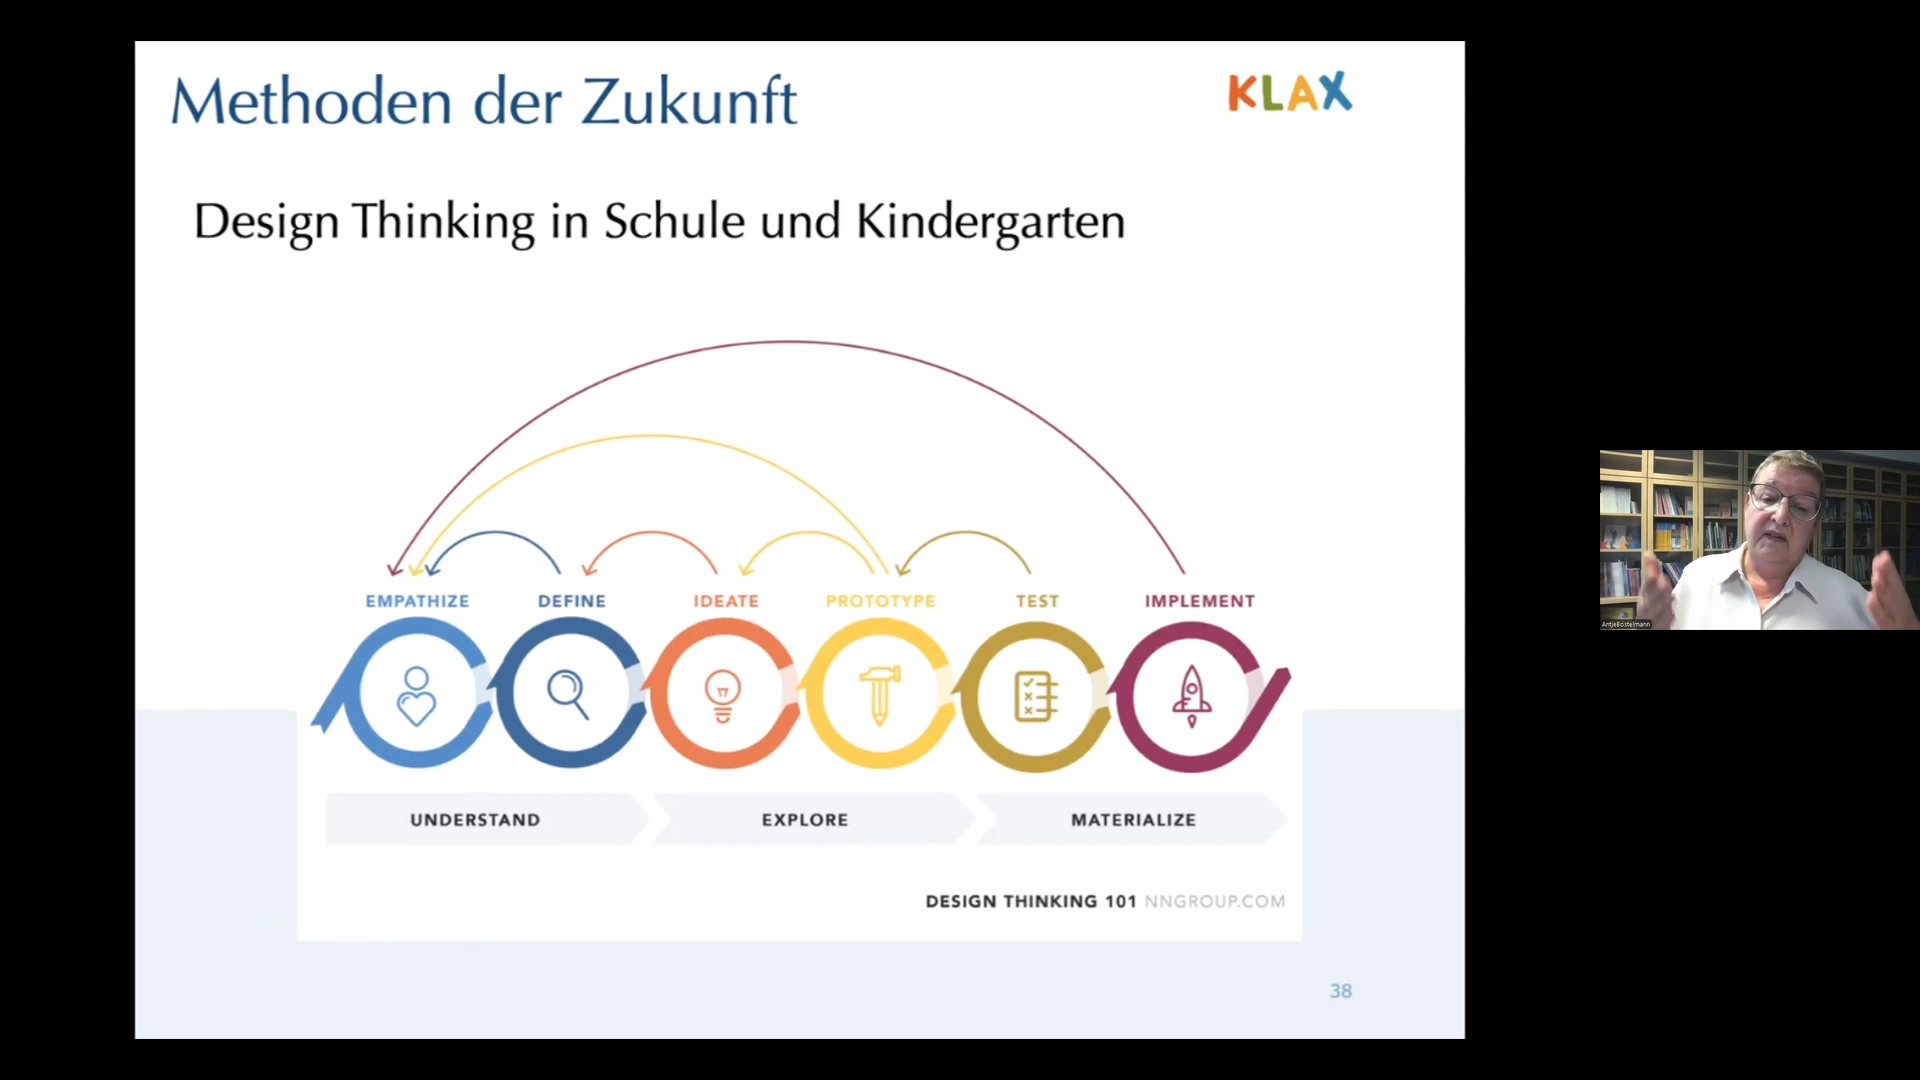 Methoden der Zukunft
KLAX
Design Thinking in Schule und Kindergarten
EMPATHIZE DEFINE IDEATE PROTOTYPE TEST IMPLEMENT
UNDERSTAND EXPLORE MATERIALIZE
DESIGN THINKING 101 NNGROUP.COM
38
AntjeBostelmann